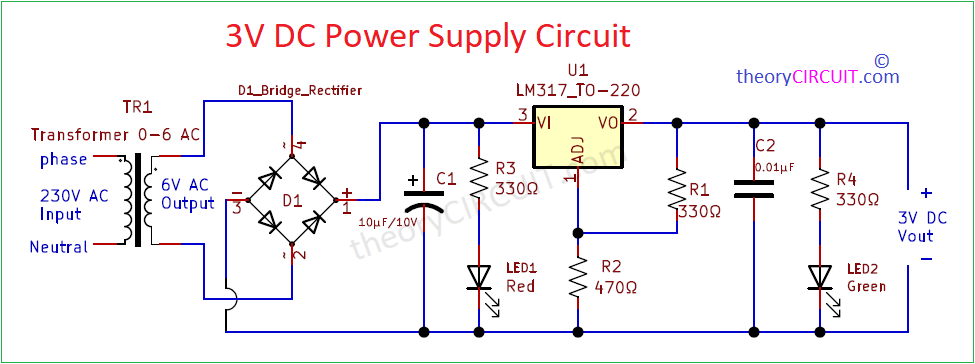 3V DC Power Supply Circuit
©
theoryCIRCUIT.com
D1_Bridge_Rectifier
U1
LM317_TO-220
TR1
Transformer 0-6 AC
phase
230V AC
Input
Neutral
6V AC
Output
~
4
-
3
D1
+
1
~
2
+
C1
10µF/10V
R3
330Ω
LED1
Red
3
VI
VO
2
ADJ
1
R1
330Ω
R2
470Ω
C2
0.01µF
R4
330Ω
LED2
Green
+
3V DC
Vout
-
theoryCIRCUIT.com